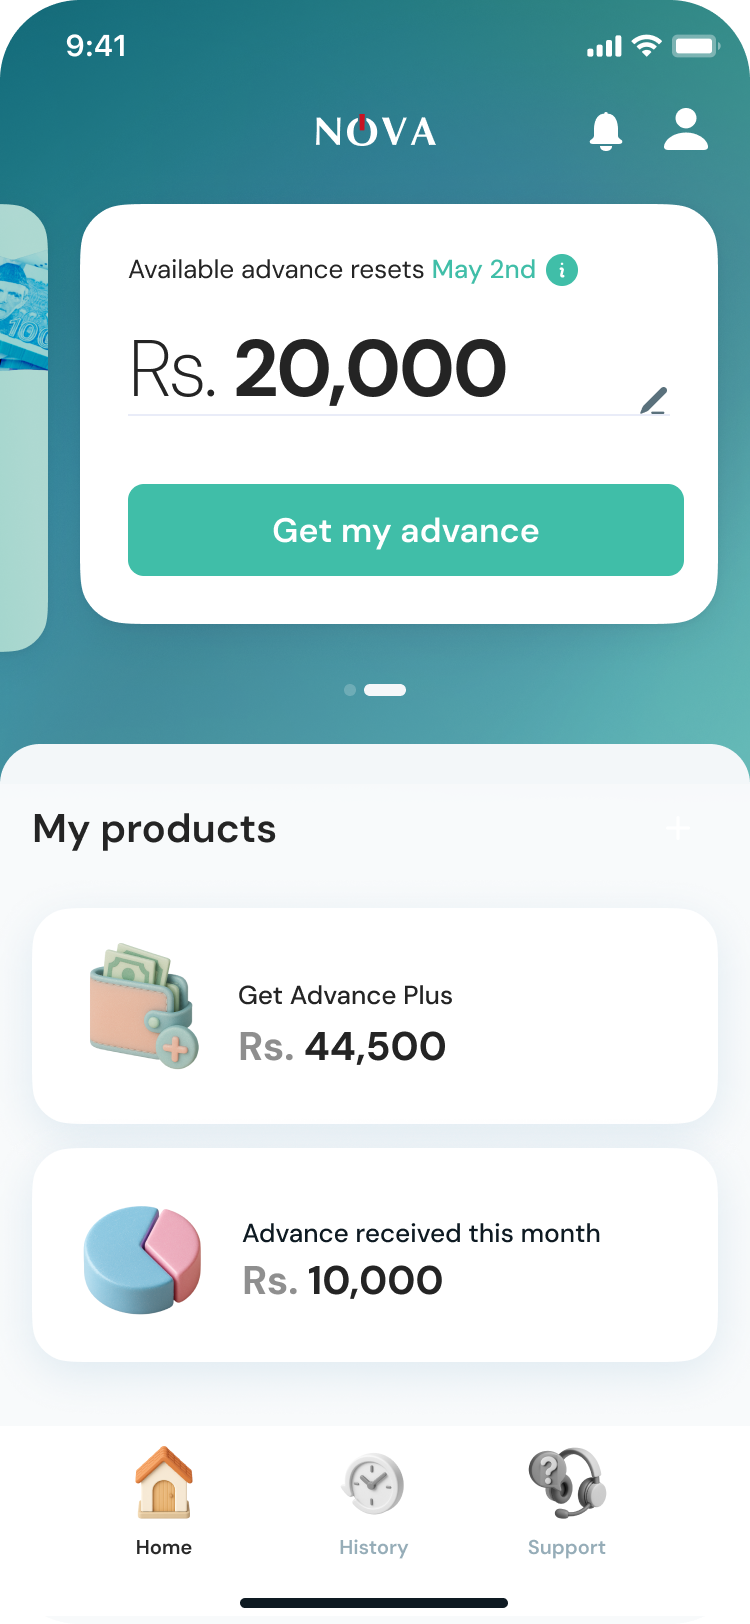 9:41
NOVA
100
Available advance resets May 2nd i
Rs. 20,000
Get my advance
My products
+
Get Advance Plus
Rs. 44,500
Advance received this month
Rs. 10,000
?
Home
History
Support